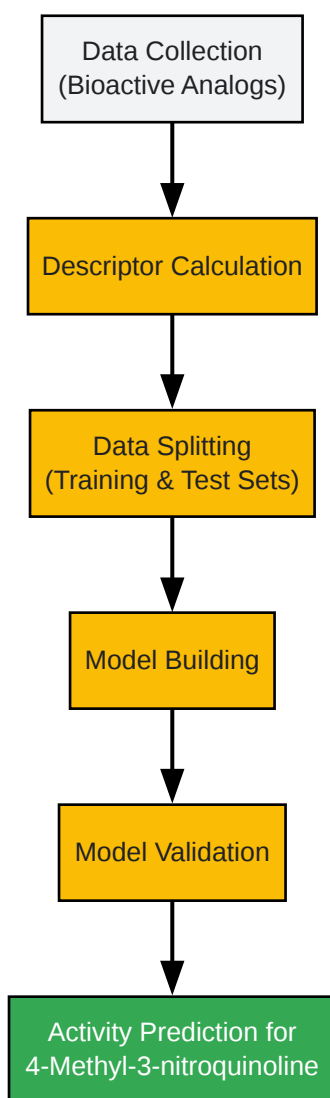 Data Collection
(Bioactive Analogs)
Descriptor Calculation
Data Splitting
(Training & Test Sets)
Model Building
Model Validation
Activity Prediction for
4-Methyl-3-nitroquinoline